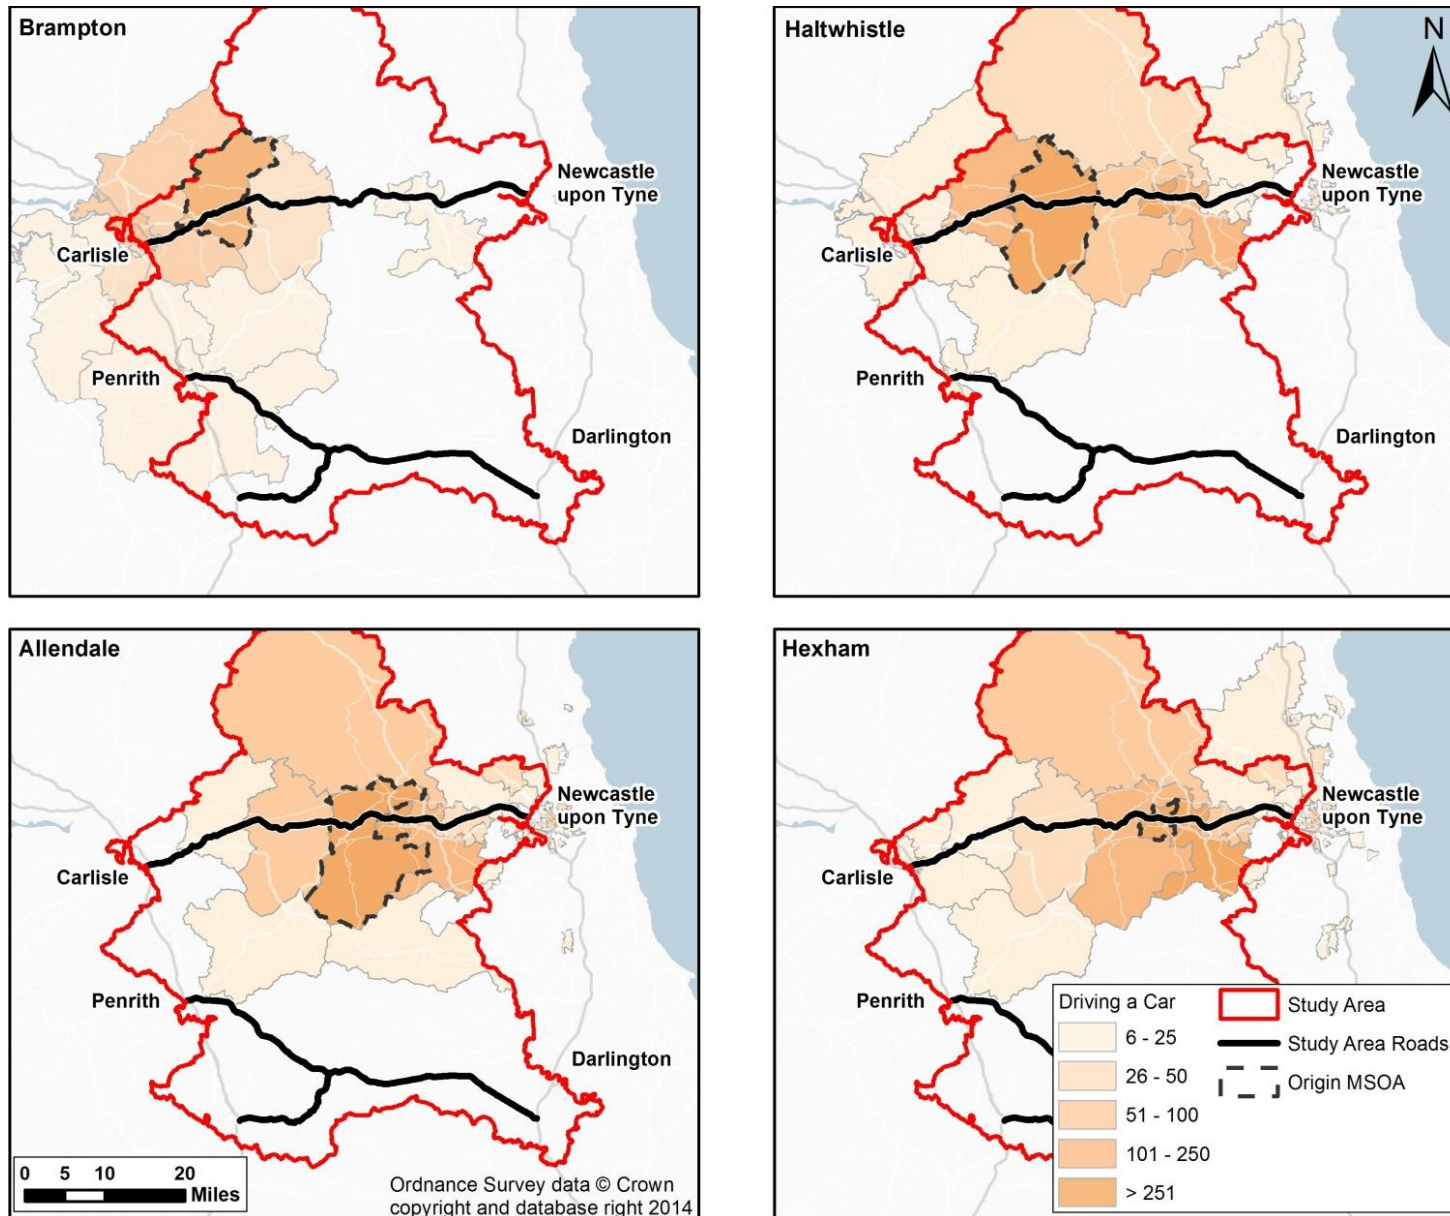 Brampton
Newcastle
upon Tyne
Carlisle
Penrith
Darlington
Haltwhistle
N
Newcastle
upon Tyne
Carlisle
Penrith
Darlington
Allendale
Newcastle
upon Tyne
Carlisle
Penrith
Darlington
0 5 10 20
Miles
Ordnance Survey data © Crown
copyright and database right 2014
Hexham
Newcastle
upon Tyne
Carlisle
Penrith
Driving a Car
6 - 25
26 - 50
51 - 100
101 - 250
> 251
Study Area
Study Area Roads
Origin MSOA